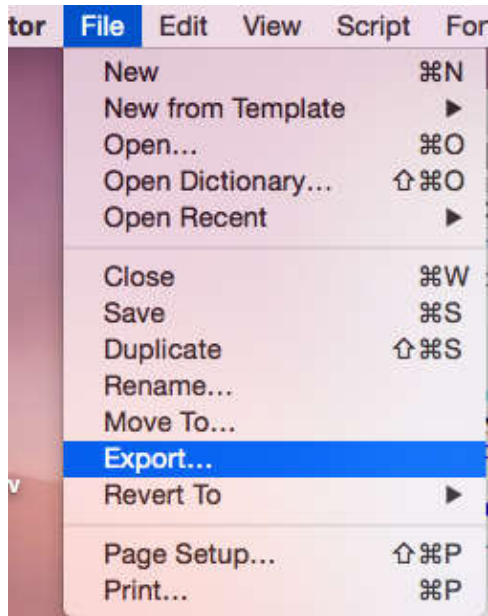 tor File Edit View Script For
New ⌘N
New from Template ▶
Open... ⌘O
Open Dictionary... ⇧⌘O
Open Recent ▶
Close ⌘W
Save ⌘S
Duplicate ⇧⌘S
Rename...
Move To...
Export...
Revert To ▶
Page Setup... ⇧⌘P
Print... ⌘P